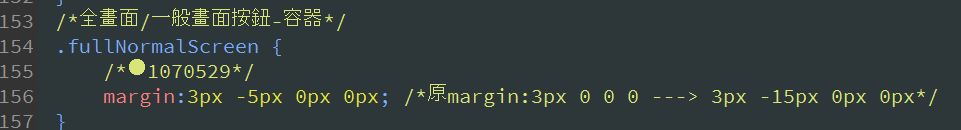 153 /*全畫面/一般畫面按鈕-容器*/
154 .fullNormalScreen {
155 /*●1070529*/
156 margin:3px -5px 0px 0px; /*原margin:3px 0 0 0 ---> 3px -15px 0px 0px*/
157 }